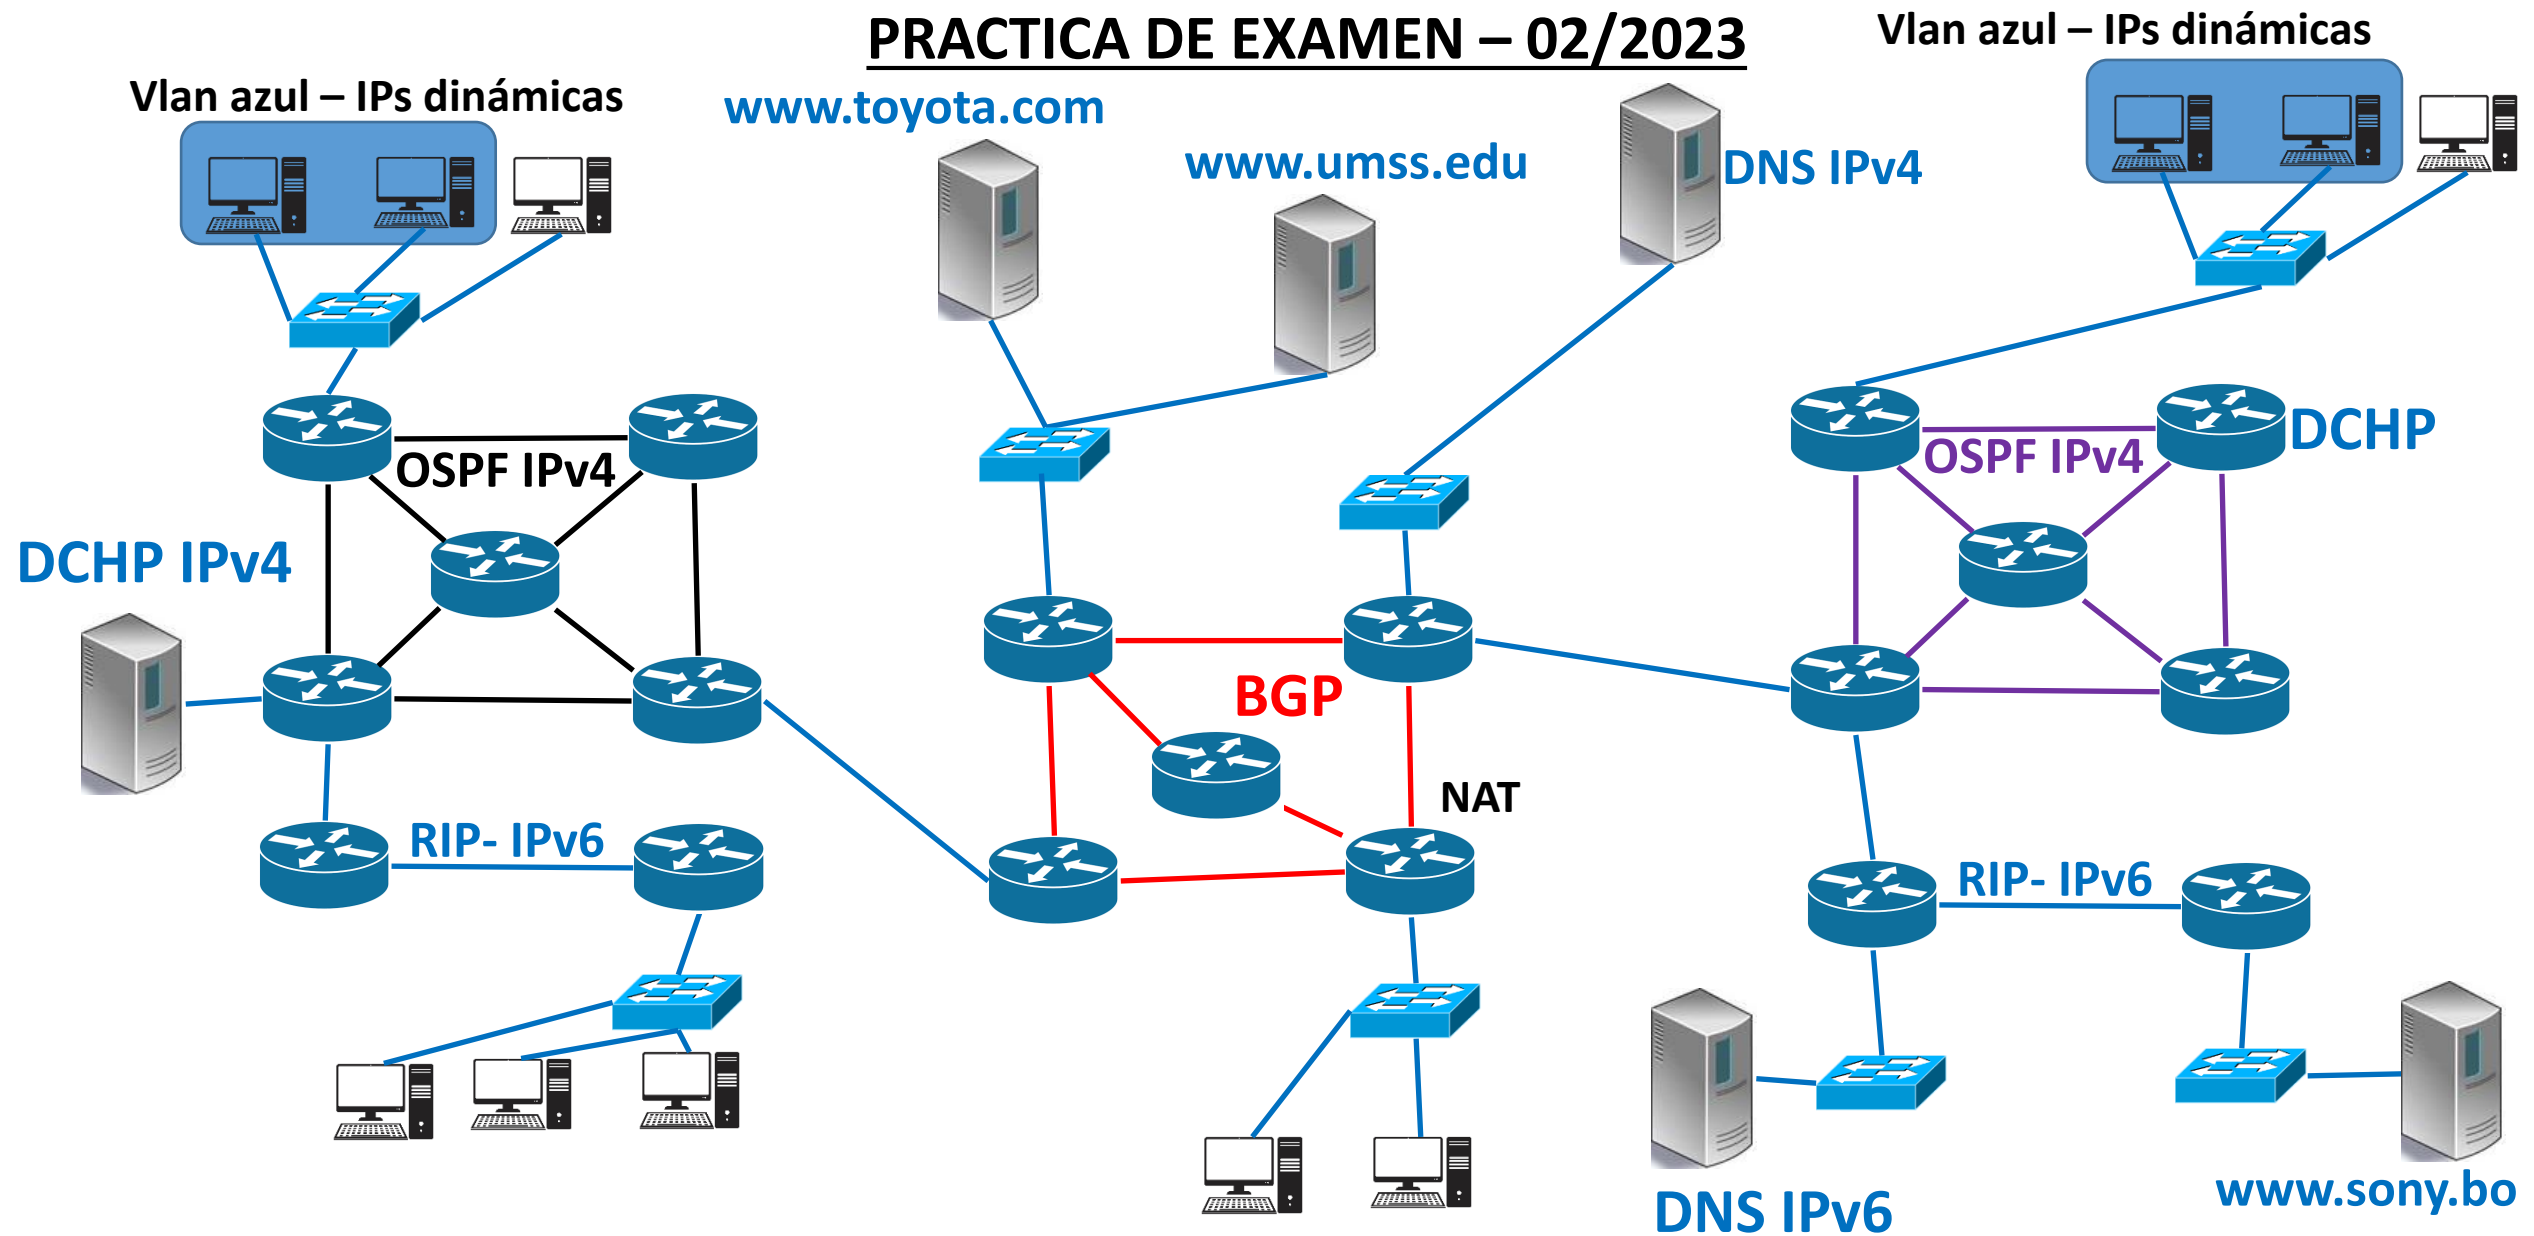 PRACTICA DE EXAMEN – 02/2023
Vlan azul – IPs dinámicas
Vlan azul – IPs dinámicas
www.toyota.com
www.umss.edu
DNS IPv4
OSPF IPv4
OSPF IPv4
DCHP
DCHP IPv4
BGP
NAT
RIP- IPv6
RIP- IPv6
www.sony.bo
DNS IPv6